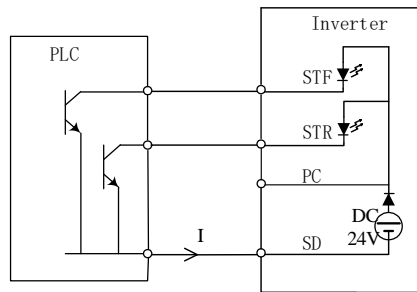 Inverter
PLC
STF
STR
PC
DC
24V
I
SD